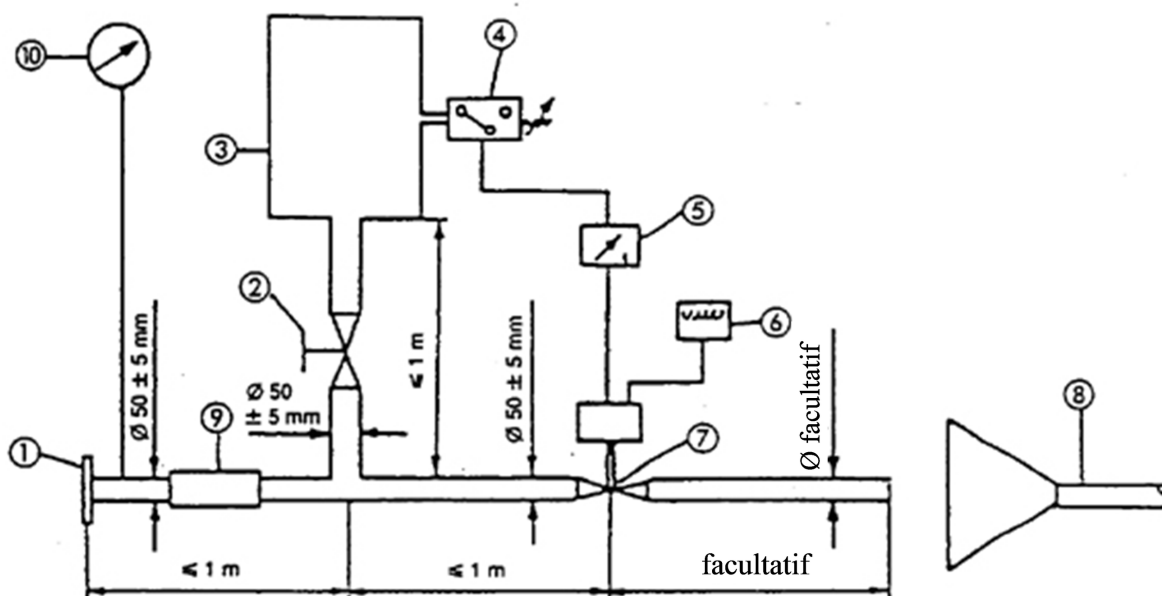 ④
⑩
③
⑤
②
⑥
≤ 1 m
Ø 50 ± 5 mm
Ø 50
± 5 mm
Ø 50 ± 5 mm
Ø facultatif
⑧
⑨
⑦
①
≤ 1 m
≤ 1 m
facultatif